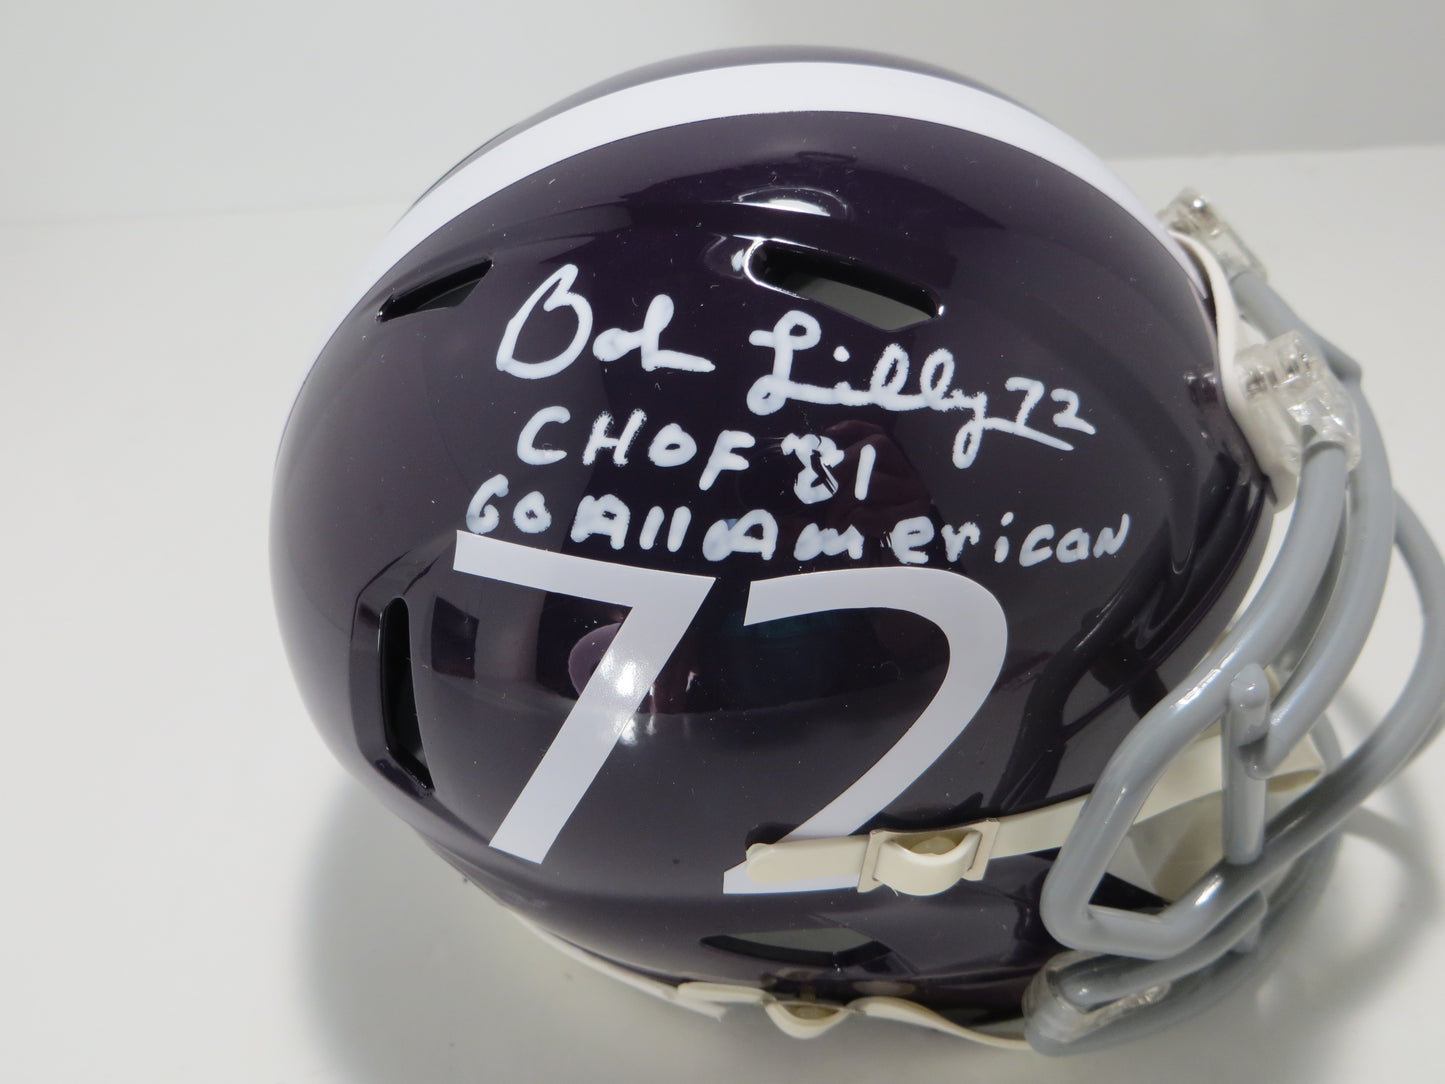 Bob Lilly 72
CHOF '81
60 All American
72